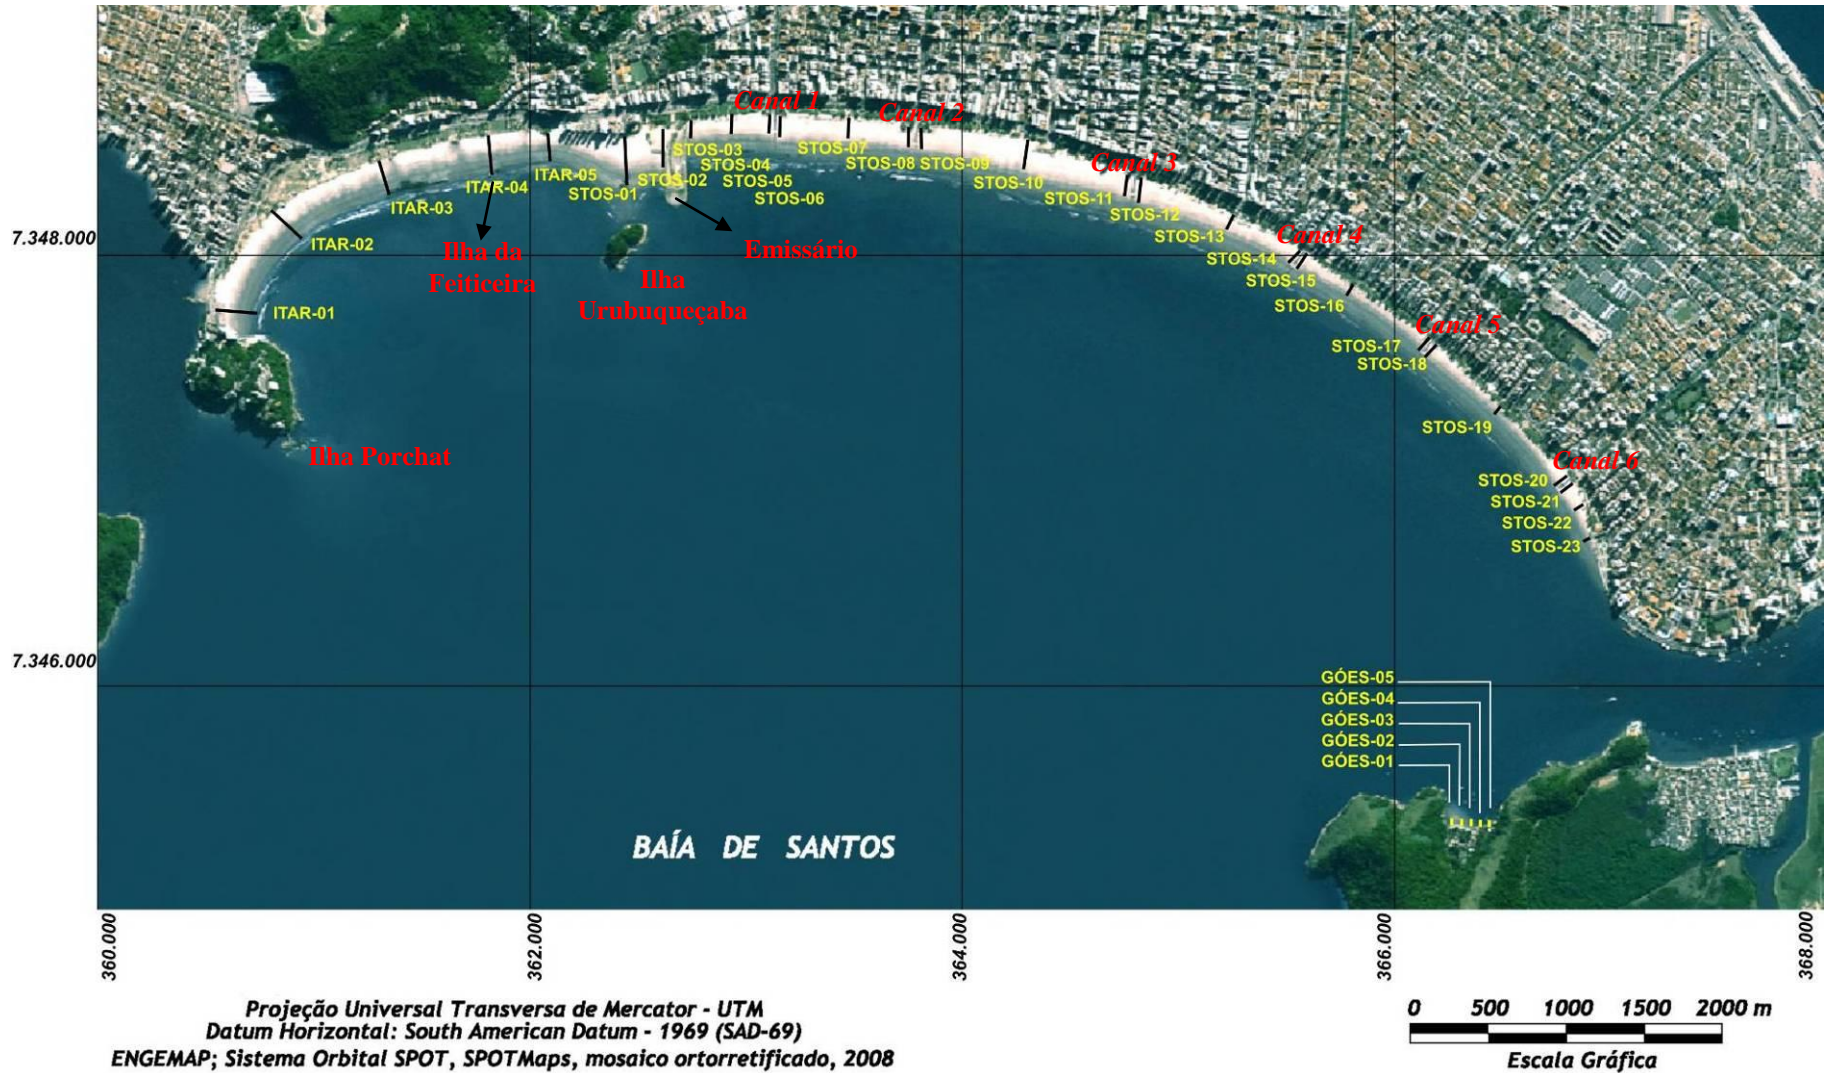 Canal 1
Canal 2
STOS-03
STOS-07
STOS-04
STOS-08
STOS-09
Canal 3
ITAR-04
ITAR-05
STOS-02
STOS-05
STOS-10
STOS-01
STOS-06
STOS-11
ITAR-03
STOS-12
7.348.000
ITAR-02
STOS-13
Canal 4
Ilha da
Feiticeira
Emissário
STOS-14
Ilha
Urubuqueçaba
STOS-15
STOS-16
ITAR-01
Canal 5
STOS-17
STOS-18
STOS-19
Ilha Porchat
Canal 6
STOS-20
STOS-21
STOS-22
STOS-23
7.346.000
GÓES-05
GÓES-04
GÓES-03
GÓES-02
GÓES-01
BAÍA DE SANTOS
360.000
362.000
364.000
366.000
368.000
Projeção Universal Transversa de Mercator - UTM
Datum Horizontal: South American Datum - 1969 (SAD-69)
ENGEMAP; Sistema Orbital SPOT, SPOTMaps, mosaico ortorretificado, 2008
0 500 1000 1500 2000 m
Escala Gráfica